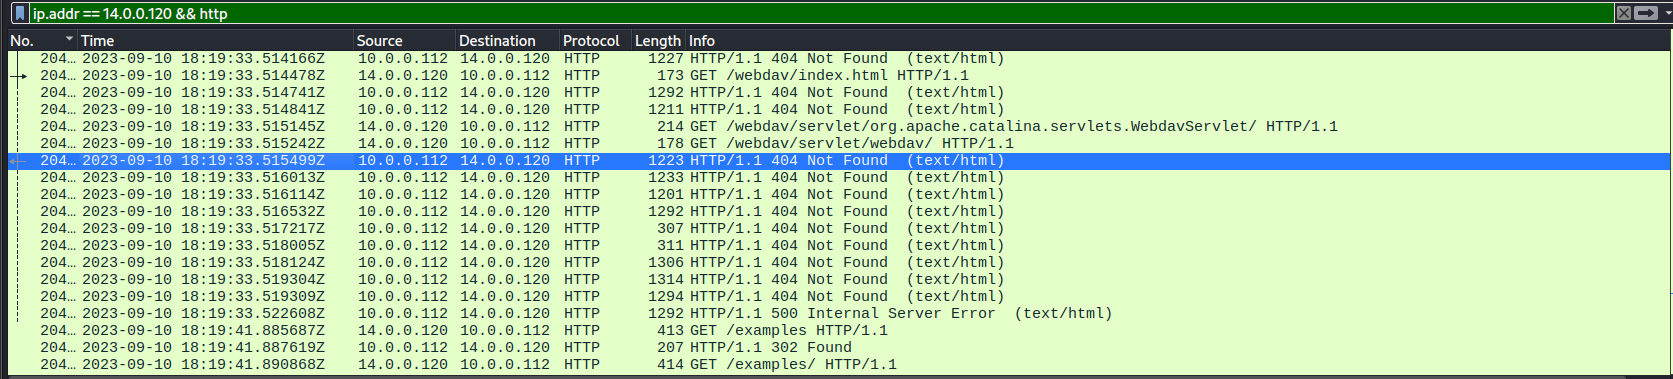 ip.addr == 14.0.0.120 && http
No. Time Source Destination Protocol Length Info
204… 2023-09-10 18:19:33.514166Z 10.0.0.112 14.0.0.120 HTTP 1227 HTTP/1.1 404 Not Found (text/html)
204… 2023-09-10 18:19:33.514478Z 14.0.0.120 10.0.0.112 HTTP 173 GET /webdav/index.html HTTP/1.1
204… 2023-09-10 18:19:33.514741Z 10.0.0.112 14.0.0.120 HTTP 1292 HTTP/1.1 404 Not Found (text/html)
204… 2023-09-10 18:19:33.514841Z 10.0.0.112 14.0.0.120 HTTP 1211 HTTP/1.1 404 Not Found (text/html)
204… 2023-09-10 18:19:33.515145Z 14.0.0.120 10.0.0.112 HTTP 214 GET /webdav/servlet/org.apache.catalina.servlets.WebdavServlet/ HTTP/1.1
204… 2023-09-10 18:19:33.515242Z 14.0.0.120 10.0.0.112 HTTP 178 GET /webdav/servlet/webdav/ HTTP/1.1
204… 2023-09-10 18:19:33.515499Z 10.0.0.112 14.0.0.120 HTTP 1223 HTTP/1.1 404 Not Found (text/html)
204… 2023-09-10 18:19:33.516013Z 10.0.0.112 14.0.0.120 HTTP 1233 HTTP/1.1 404 Not Found (text/html)
204… 2023-09-10 18:19:33.516114Z 10.0.0.112 14.0.0.120 HTTP 1201 HTTP/1.1 404 Not Found (text/html)
204… 2023-09-10 18:19:33.516532Z 10.0.0.112 14.0.0.120 HTTP 1292 HTTP/1.1 404 Not Found (text/html)
204… 2023-09-10 18:19:33.517217Z 10.0.0.112 14.0.0.120 HTTP 307 HTTP/1.1 404 Not Found (text/html)
204… 2023-09-10 18:19:33.518005Z 10.0.0.112 14.0.0.120 HTTP 311 HTTP/1.1 404 Not Found (text/html)
204… 2023-09-10 18:19:33.518124Z 10.0.0.112 14.0.0.120 HTTP 1306 HTTP/1.1 404 Not Found (text/html)
204… 2023-09-10 18:19:33.519304Z 10.0.0.112 14.0.0.120 HTTP 1314 HTTP/1.1 404 Not Found (text/html)
204… 2023-09-10 18:19:33.519309Z 10.0.0.112 14.0.0.120 HTTP 1294 HTTP/1.1 404 Not Found (text/html)
204… 2023-09-10 18:19:33.522608Z 10.0.0.112 14.0.0.120 HTTP 1292 HTTP/1.1 500 Internal Server Error (text/html)
204… 2023-09-10 18:19:41.885687Z 14.0.0.120 10.0.0.112 HTTP 413 GET /examples HTTP/1.1
204… 2023-09-10 18:19:41.887619Z 10.0.0.112 14.0.0.120 HTTP 207 HTTP/1.1 302 Found
204… 2023-09-10 18:19:41.890868Z 14.0.0.120 10.0.0.112 HTTP 414 GET /examples/ HTTP/1.1